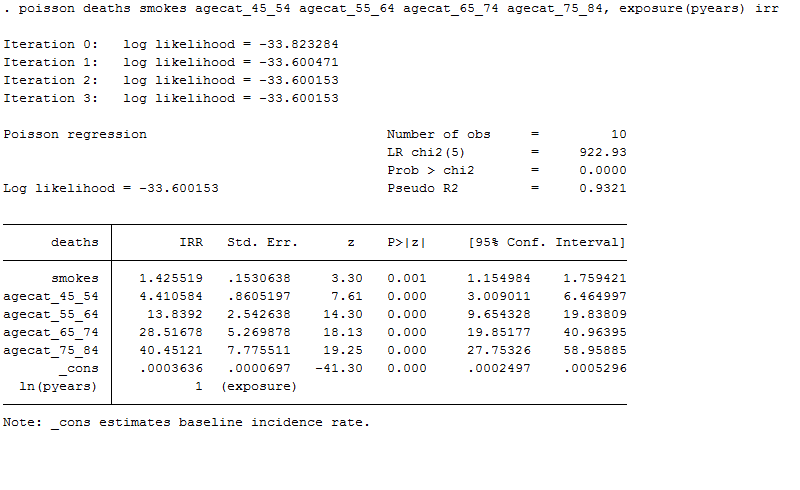 . poisson deaths smokes agecat_45_54 agecat_55_64 agecat_65_74 agecat_75_84, exposure(pyears) irr
Iteration 0:   log likelihood = -33.823284
Iteration 1:   log likelihood = -33.600471
Iteration 2:   log likelihood = -33.600153
Iteration 3:   log likelihood = -33.600153
Poisson regression                              Number of obs     =         10
                                                LR chi2(5)        =     922.93
                                                Prob > chi2       =     0.0000
Log likelihood = -33.600153                     Pseudo R2         =     0.9321
      deaths |        IRR   Std. Err.      z    P>|z|     [95% Conf. Interval]
      smokes |   1.425519   .1530638     3.30   0.001     1.154984    1.759421
agecat_45_54 |   4.410584   .8605197     7.61   0.000     3.009011    6.464997
agecat_55_64 |    13.8392   2.542638    14.30   0.000     9.654328    19.83809
agecat_65_74 |   28.51678   5.269878    18.13   0.000     19.85177    40.96395
agecat_75_84 |   40.45121   7.775511    19.25   0.000     27.75326    58.95885
       _cons |   .0003636   .0000697   -41.30   0.000     .0002497    .0005296
  ln(pyears) |          1  (exposure)
Note: _cons estimates baseline incidence rate.